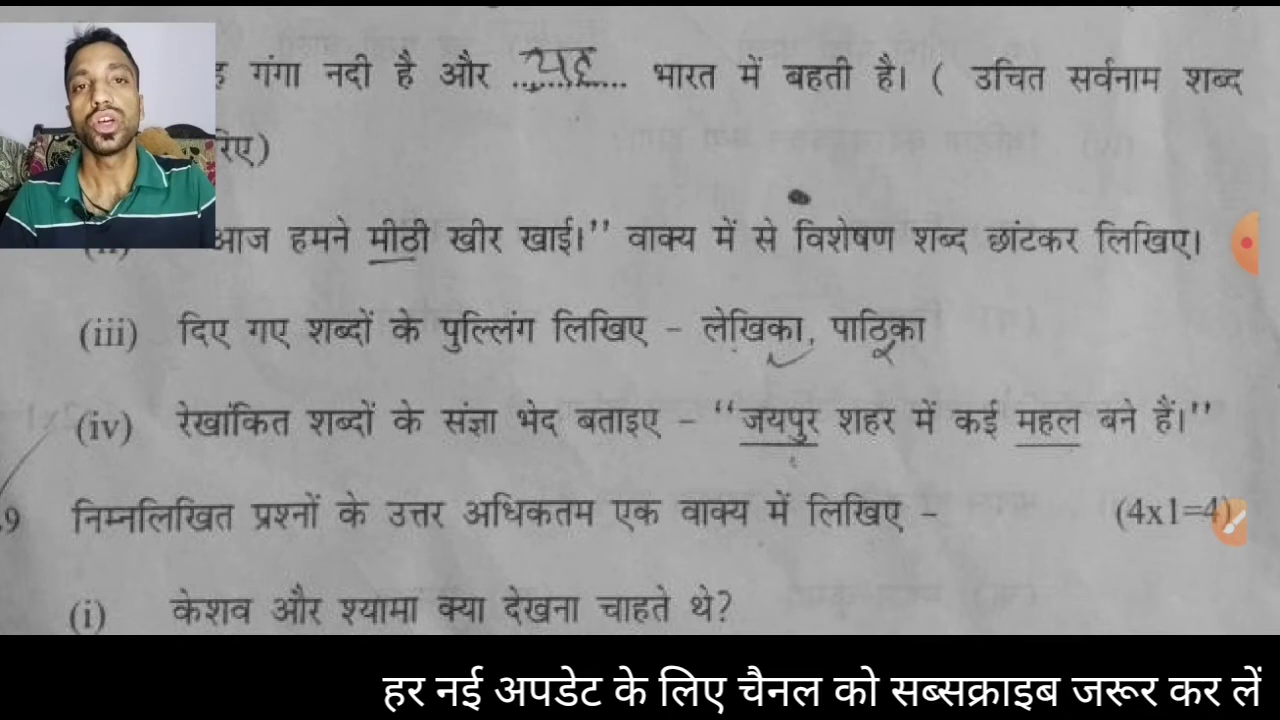 गंगा नदी है और ...यह... भारत में बहती है। ( उचित सर्वनाम शब्द
रिए)
आज हमने मीठी खीर खाई।” वाक्य में से विशेषण शब्द छांटकर लिखिए।
(iii) दिए गए शब्दों के पुल्लिंग लिखिए - लेखिका, पाठिका
(iv) रेखांकित शब्दों के संज्ञा भेद बताइए - “जयपुर शहर में कई महल बने हैं।”
.9 निम्नलिखित प्रश्नों के उत्तर अधिकतम एक वाक्य में लिखिए - (4x1=4)
(i) केशव और श्यामा क्या देखना चाहते थे?
हर नई अपडेट के लिए चैनल को सब्सक्राइब जरूर कर लें